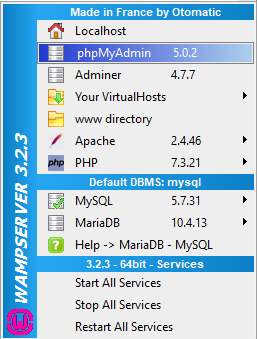 Made in France by Otomatic
Localhost
phpMyAdmin 5.0.2
Adminer 4.7.7
Your VirtualHosts
www directory
Apache 2.4.46
php PHP 7.3.21
Default DBMS: mysql
MySQL 5.7.31
MariaDB 10.4.13
Help -> MariaDB - MySQL
3.2.3 - 64bit - Services
Start All Services
Stop All Services
Restart All Services
WAMPSERVER 3.2.3